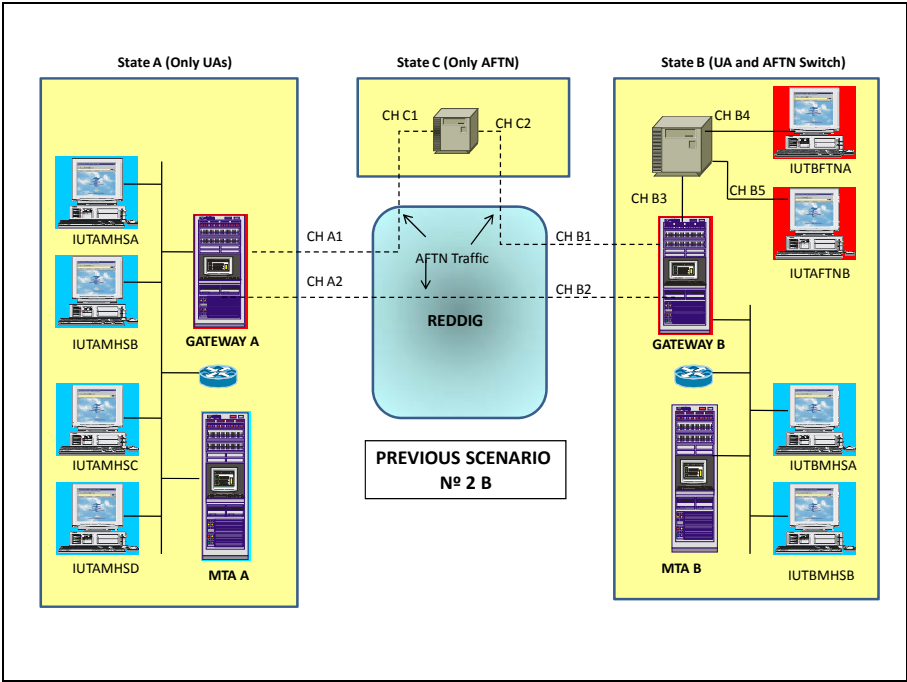 State A (Only UAs)
State C (Only AFTN)
State B (UA and AFTN Switch)
CH C1
CH C2
CH B4
IUTBFTNA
CH B5
CH B3
IUTAFTNB
IUTAMHSA
CH A1
AFTN Traffic
CH B1
CH A2
CH B2
REDDIG
IUTAMHSB
GATEWAY A
GATEWAY B
IUTAMHSC
IUTBMHSA
PREVIOUS SCENARIO
Nº 2 B
IUTAMHSD
MTA A
MTA B
IUTBMHSB